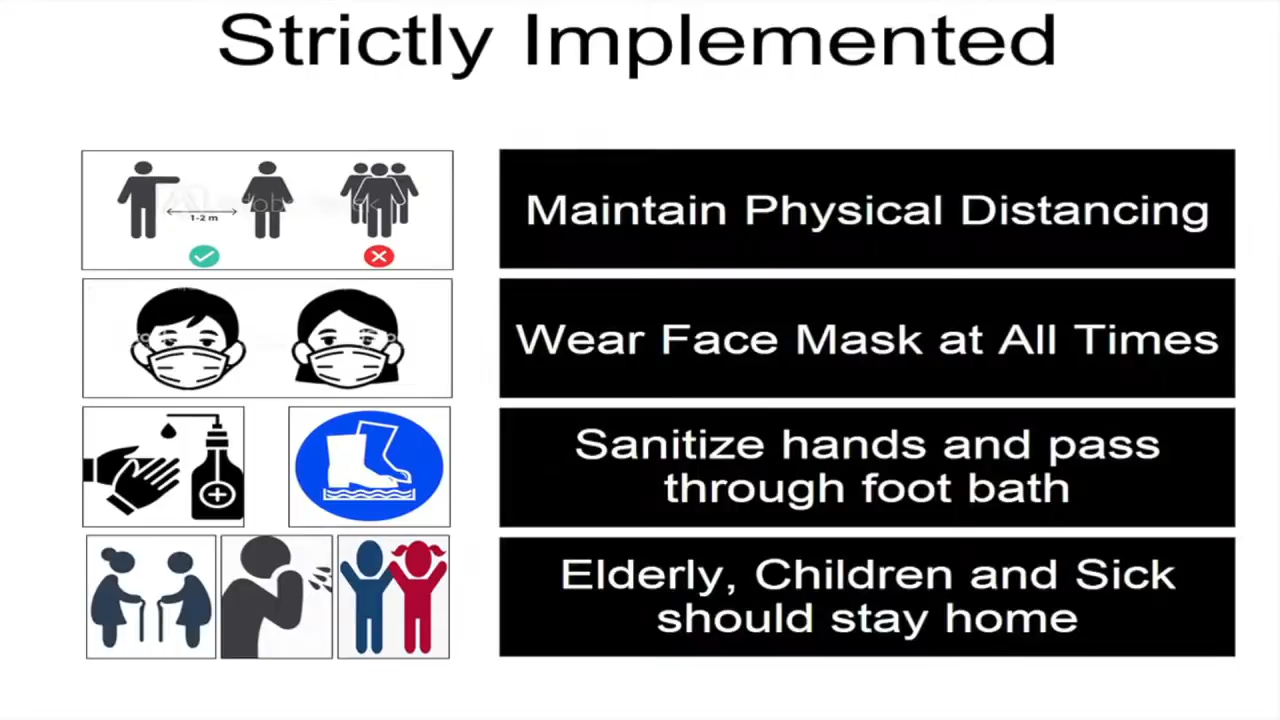 Strictly Implemented
1-2 m
Maintain Physical Distancing
Wear Face Mask at All Times
Sanitize hands and pass
through foot bath
Elderly, Children and Sick
should stay home